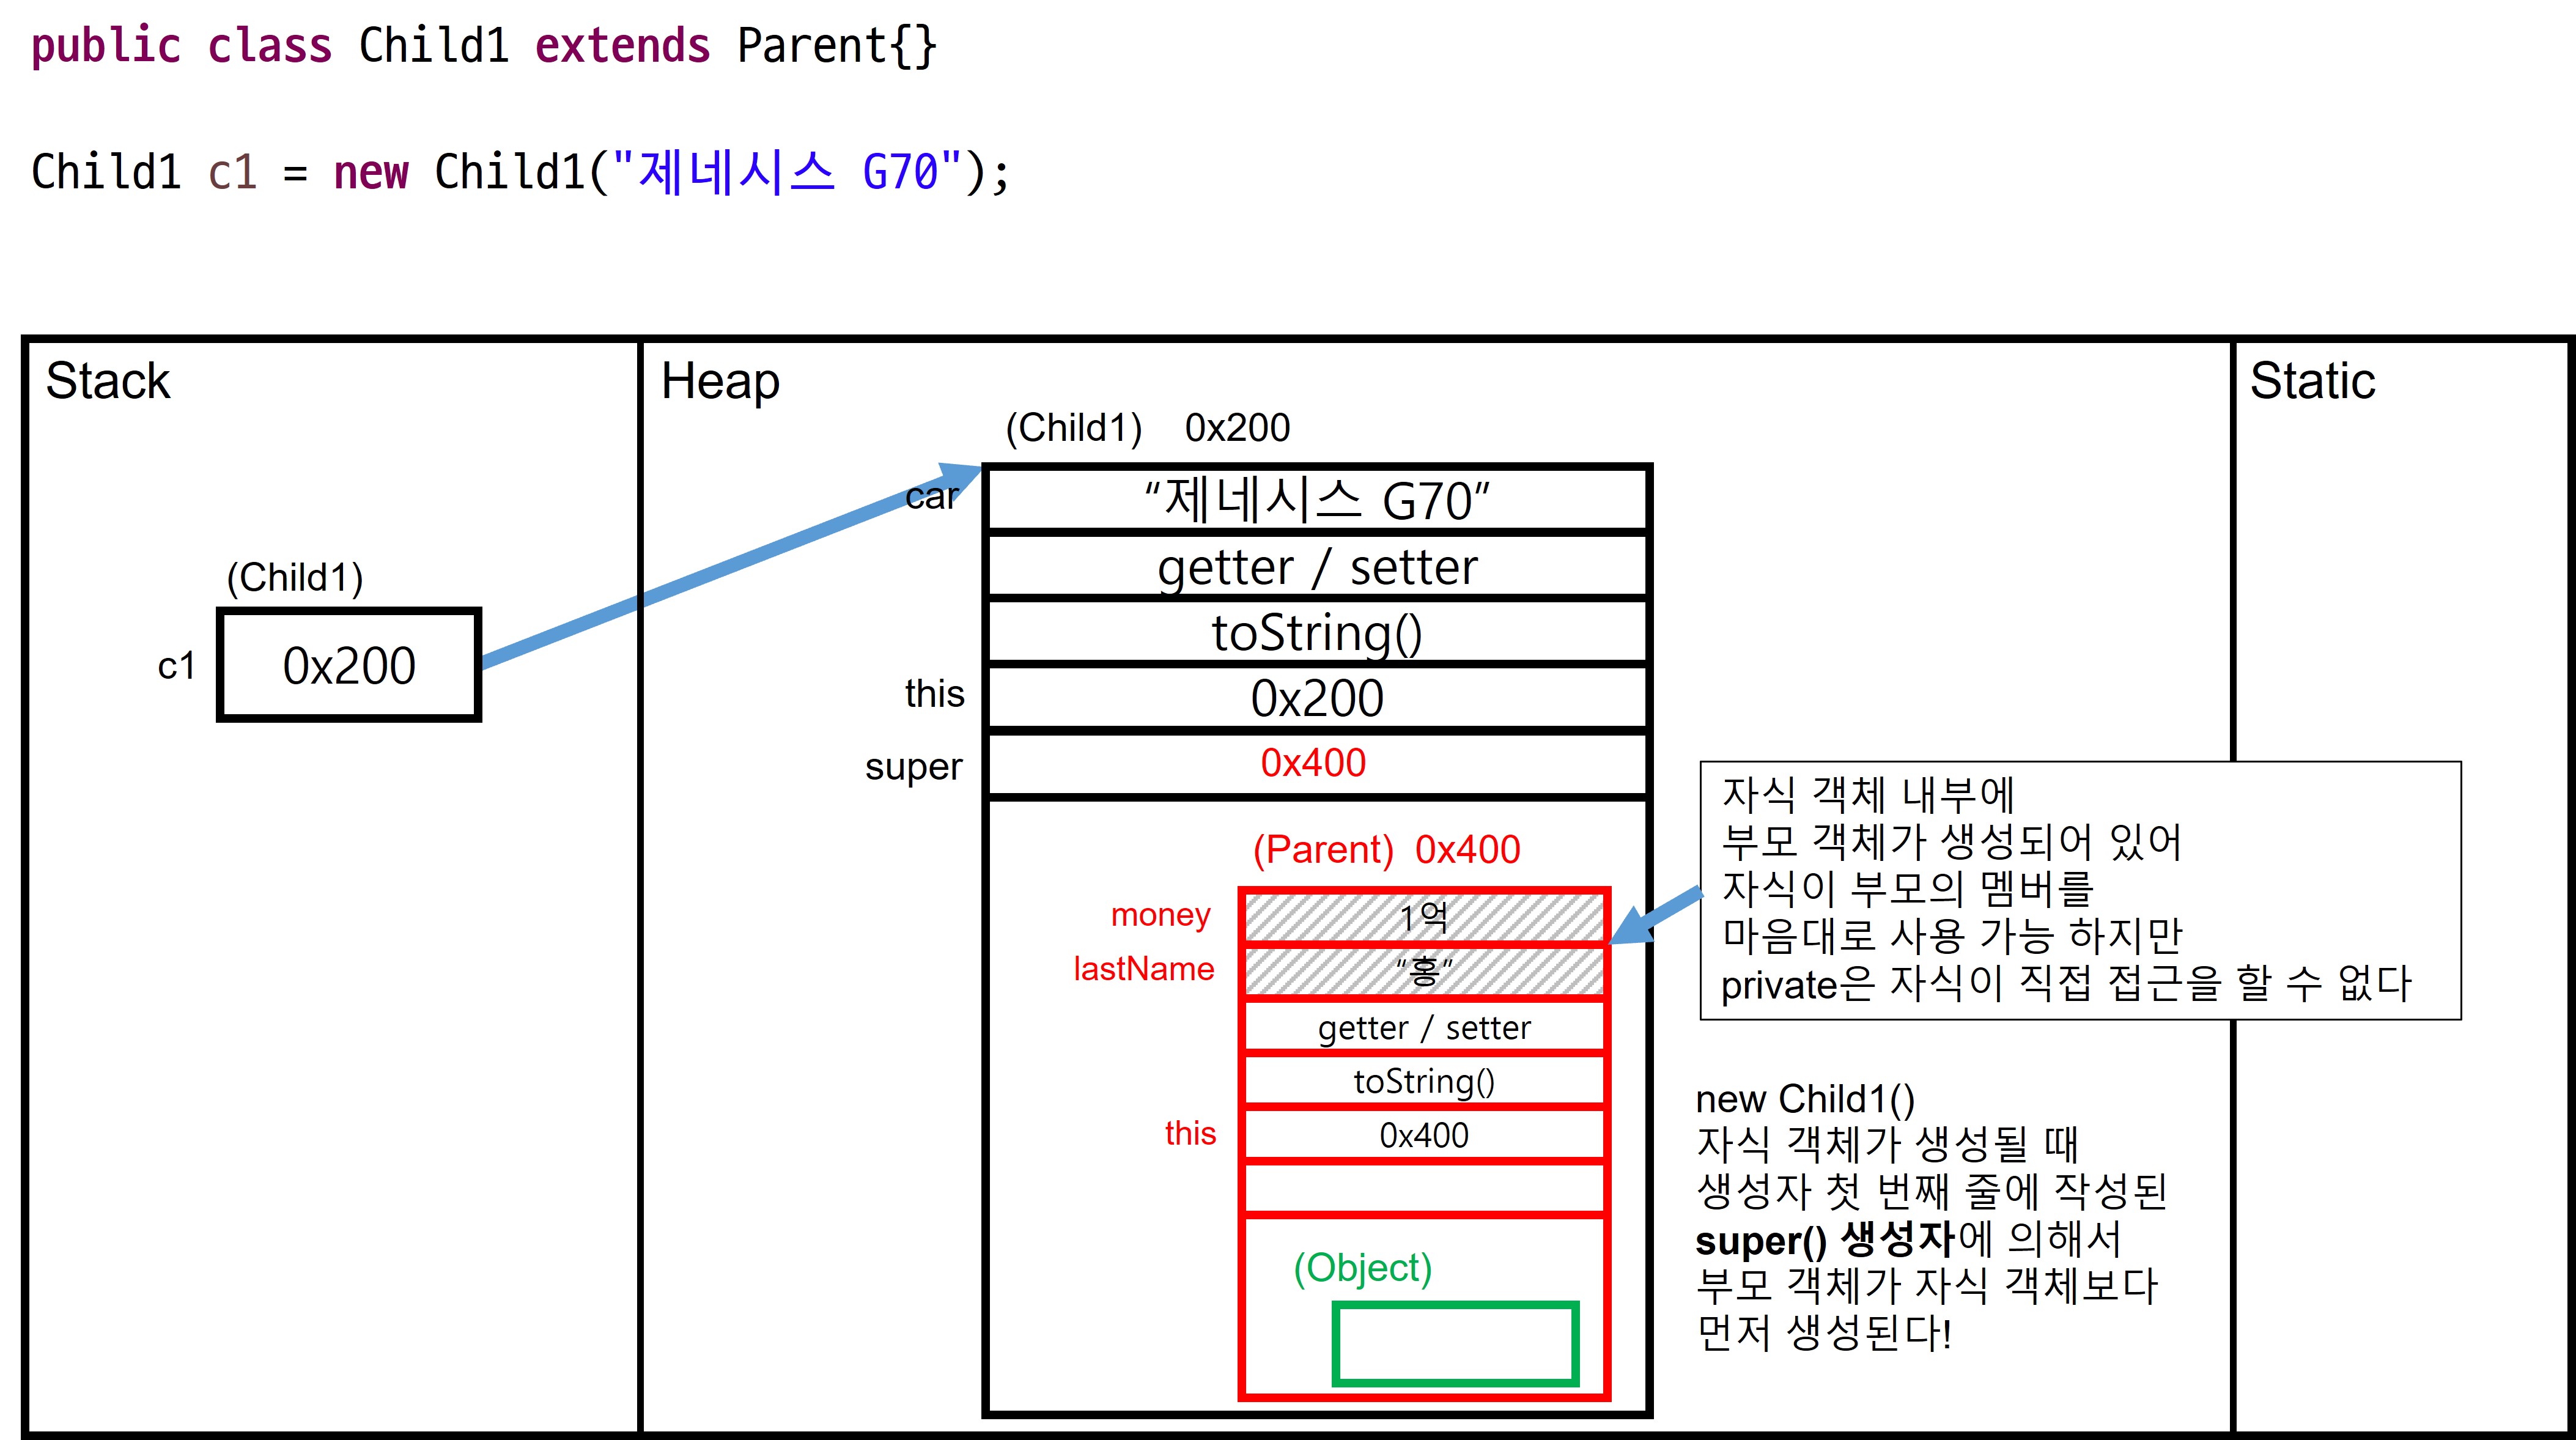 public class Child1 extends Parent{}
Child1 c1 = new Child1("제네시스 G70");
Stack
Heap
Static
(Child1) 0x200
car
“제네시스 G70”
getter / setter
(Child1)
toString()
c1
0x200
this
0x200
super
0x400
자식 객체 내부에
부모 객체가 생성되어 있어
자식이 부모의 멤버를
마음대로 사용 가능 하지만
private은 자식이 직접 접근을 할 수 없다
(Parent) 0x400
money
1억
lastName
“홍”
getter / setter
toString()
this
0x400
new Child1()
자식 객체가 생성될 때
생성자 첫 번째 줄에 작성된
super() 생성자에 의해서
부모 객체가 자식 객체보다
먼저 생성된다!
(Object)